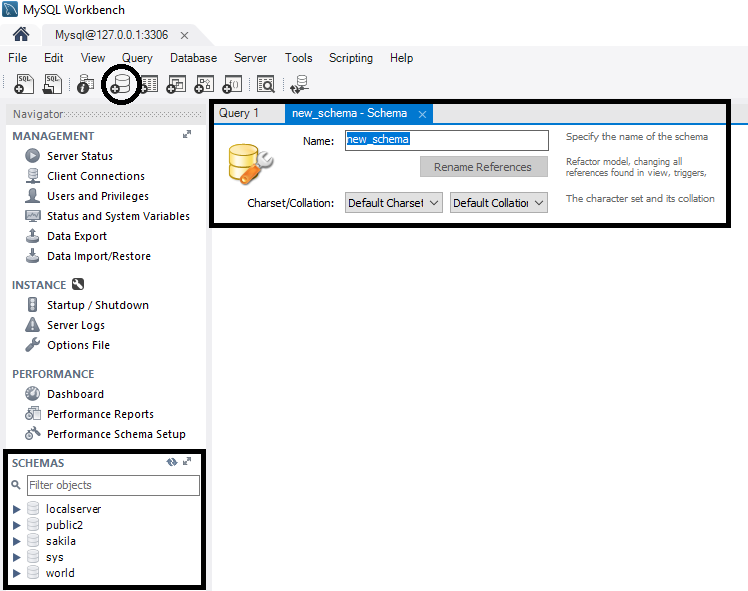 MySQL Workbench
Mysql@127.0.0.1:3306
File Edit View Query Database Server Tools Scripting Help
SQL SQL
Navigator
MANAGEMENT
Server Status
Client Connections
Users and Privileges
Status and System Variables
Data Export
Data Import/Restore
INSTANCE
Startup / Shutdown
Server Logs
Options File
PERFORMANCE
Dashboard
Performance Reports
Performance Schema Setup
SCHEMAS
Filter objects
localserver
public2
sakila
sys
world
Query 1 new_schema - Schema
Name: new_schema Specify the name of the schema
Rename References Refactor model, changing all
references found in view, triggers,
Charset/Collation: Default Charset Default Collation The character set and its collation